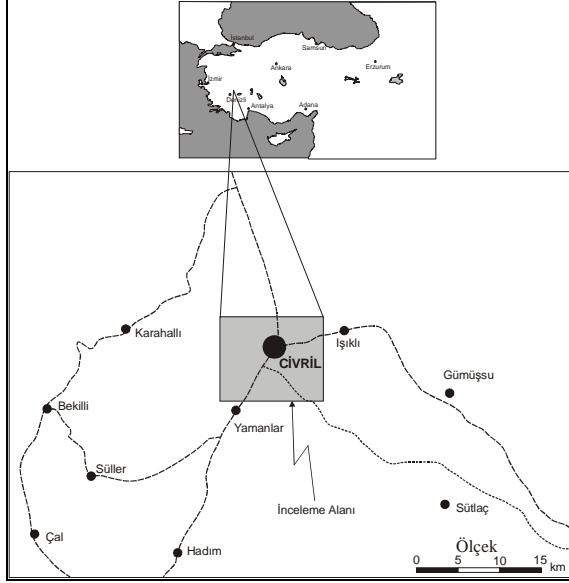 İstanbul
Samsun
Ankara
Erzurum
İzmir
Denizli
Antalya
Adana
Karahallı
Işıklı
CİVRİL
Gümüşsu
Bekilli
Yamanlar
Süller
İnceleme Alanı
Sütlaç
Çal
Hadım
Ölçek
0 5 10 15 km